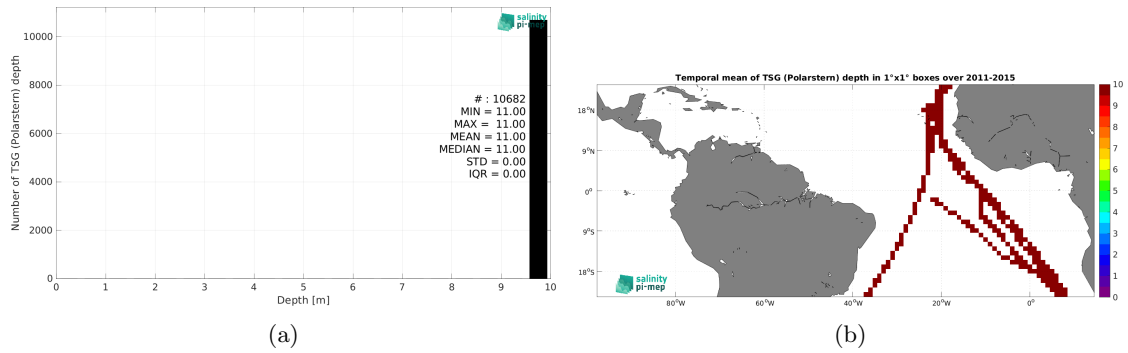 salinity
pi-mep
Number of TSG (Polarstern) depth
10000
8000
6000
4000
2000
0
# : 10682
MIN = 11.00
MAX = 11.00
MEAN = 11.00
MEDIAN = 11.00
STD = 0.00
IQR = 0.00
0 1 2 3 4 5 6 7 8 9 10
Depth [m]
(a)
Temporal mean of TSG (Polarstern) depth in 1°x1° boxes over 2011-2015
18°N
9°N
0°
9°S
18°S
80°W 60°W 40°W 20°W 0°
10
9
8
7
6
5
4
3
2
1
0
salinity
pi-mep
(b)